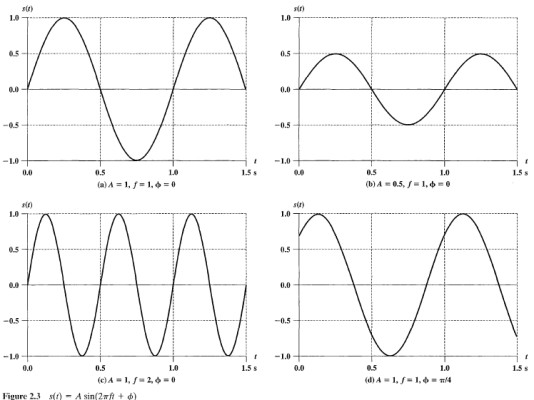 s(t)
1.0
0.5
0.0
−0.5
−1.0
0.0 0.5 1.0 1.5 s
t
(a) A = 1, f = 1, ϕ = 0
s(t)
1.0
0.5
0.0
−0.5
−1.0
0.0 0.5 1.0 1.5 s
t
(b) A = 0.5, f = 1, ϕ = 0
s(t)
1.0
0.5
0.0
−0.5
−1.0
0.0 0.5 1.0 1.5 s
t
(c) A = 1, f = 2, ϕ = 0
s(t)
1.0
0.5
0.0
−0.5
−1.0
0.0 0.5 1.0 1.5 s
t
(d) A = 1, f = 1, ϕ = π/4
Figure 2.3 s(t) = A sin(2πft + ϕ)